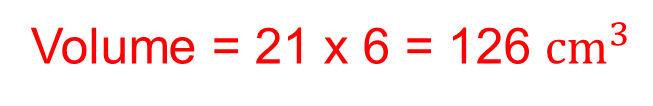 Volume = 21 x 6 = 126 cm³